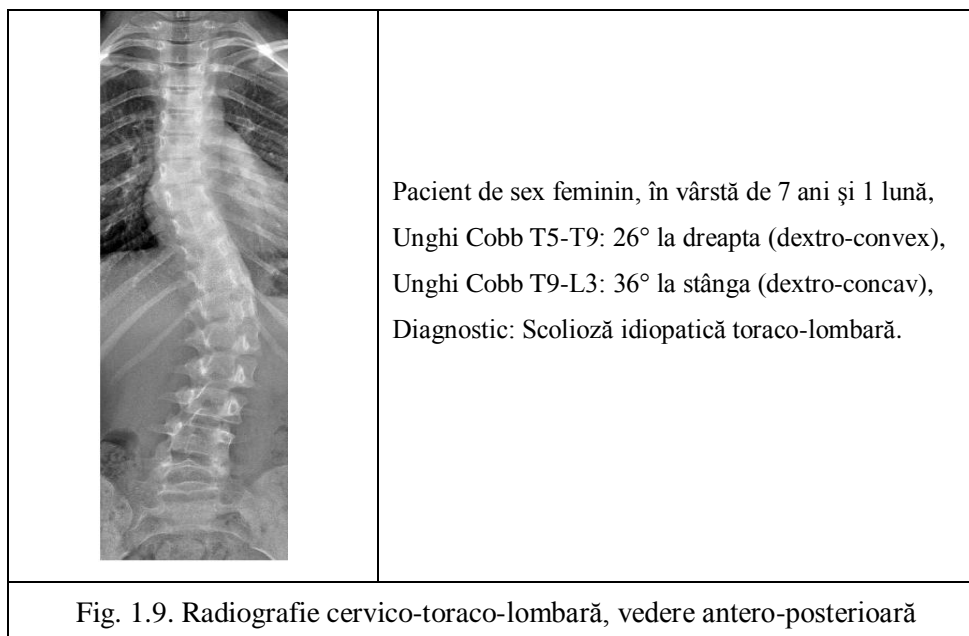 Pacient de sex feminin, în vârstă de 7 ani şi 1 lună,
Unghi Cobb T5-T9: 26° la dreapta (dextro-convex),
Unghi Cobb T9-L3: 36° la stânga (dextro-concav),
Diagnostic: Scolioză idiopatică toraco-lombară.
Fig. 1.9. Radiografie cervico-toraco-lombară, vedere antero-posterioară